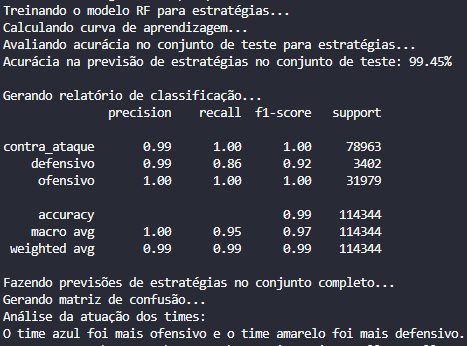 Treinando o modelo RF para estratégias...
Calculando curva de aprendizagem...
Avaliando acurácia no conjunto de teste para estratégias...
Acurácia na previsão de estratégias no conjunto de teste: 99.45%
Gerando relatório de classificação...
precision recall f1-score support
contra_ataque 0.99 1.00 1.00 78963
defensivo 0.99 0.86 0.92 3402
ofensivo 1.00 1.00 1.00 31979
accuracy 0.99 114344
macro avg 1.00 0.95 0.97 114344
weighted avg 0.99 0.99 0.99 114344
Fazendo previsões de estratégias no conjunto completo...
Gerando matriz de confusão...
Análise da atuação dos times:
O time azul foi mais ofensivo e o time amarelo foi mais defensivo.